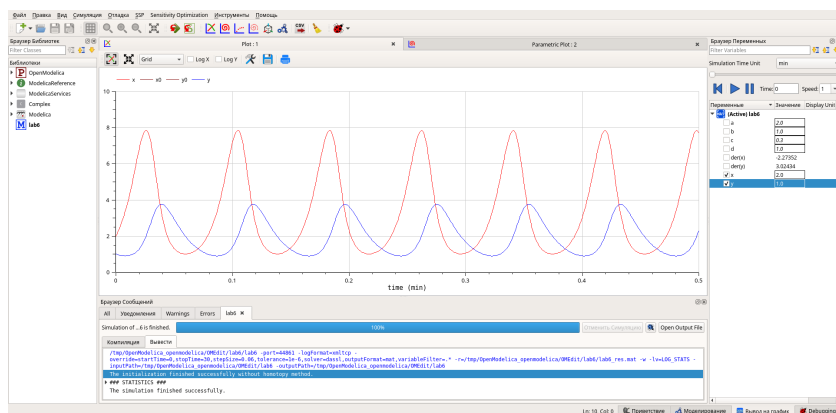 Файл Правка Вид Симуляция Отладка SSP Sensitivity Optimization Инструменты Помощь
Браузер Библиотек
Filter Classes
Библиотеки
OpenModelica
ModelicaReference
ModelicaServices
Complex
Modelica
lab6
Plot : 1
Parametric Plot : 2
Grid
Log X
Log Y
x
x0
y0
y
10
8
6
4
2
0
0
0.1
0.2
0.3
0.4
0.5
time (min)
Браузер Переменных
Filter Variables
Simulation Time Unit
min
Time:
0
Speed:
1
Переменные
Значение
Display Unit
(Active) lab6
a
2.0
b
1.0
c
0.3
d
1.0
der(x)
-2.27352
der(y)
3.02434
x
2.0
y
1.0
Браузер Сообщений
All
Уведомления
Warnings
Errors
lab6
Simulation of ...6 is finished.
100%
Отменить Симуляцию
Open Output File
Компиляция
Вывести
/tmp/OpenModelica_openmodelica/OMEdit/lab6/lab6 -port=44861 -logFormat=xmltcp -
override=startTime=0,stopTime=30,stepSize=0.06,tolerance=1e-6,solver=dassl,outputFormat=mat,variableFilter=.* -r=/tmp/OpenModelica_openmodelica/OMEdit/lab6/lab6_res.mat -w -lv=LOG_STATS -
inputPath=/tmp/OpenModelica_openmodelica/OMEdit/lab6 -outputPath=/tmp/OpenModelica_openmodelica/OMEdit/lab6
The initialization finished successfully without homotopy method.
### STATISTICS ###
The simulation finished successfully.
Ln: 10, Col: 0
Приветствие
Моделирование
Вывод на график
Debugging